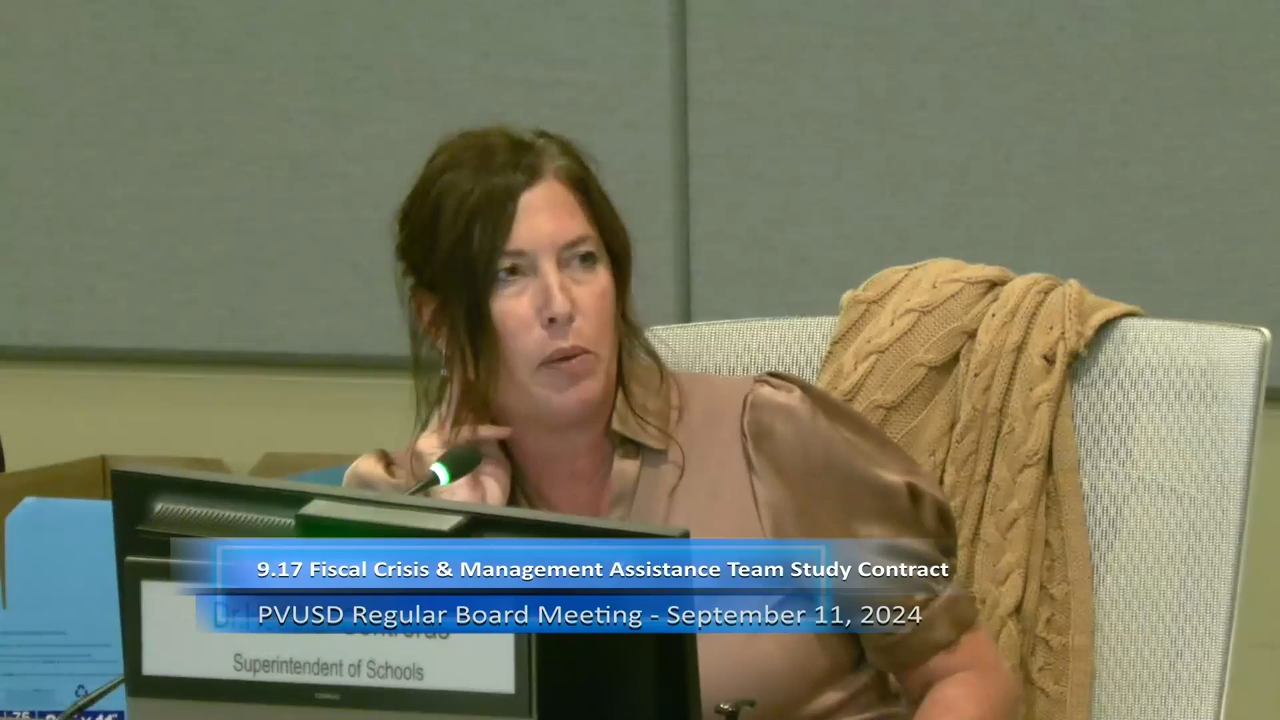 9.17 Fiscal Crisis & Management Assistance Team Study Contract
PVUSD Regular Board Meeting - September 11, 2024
Superintendent of Schools